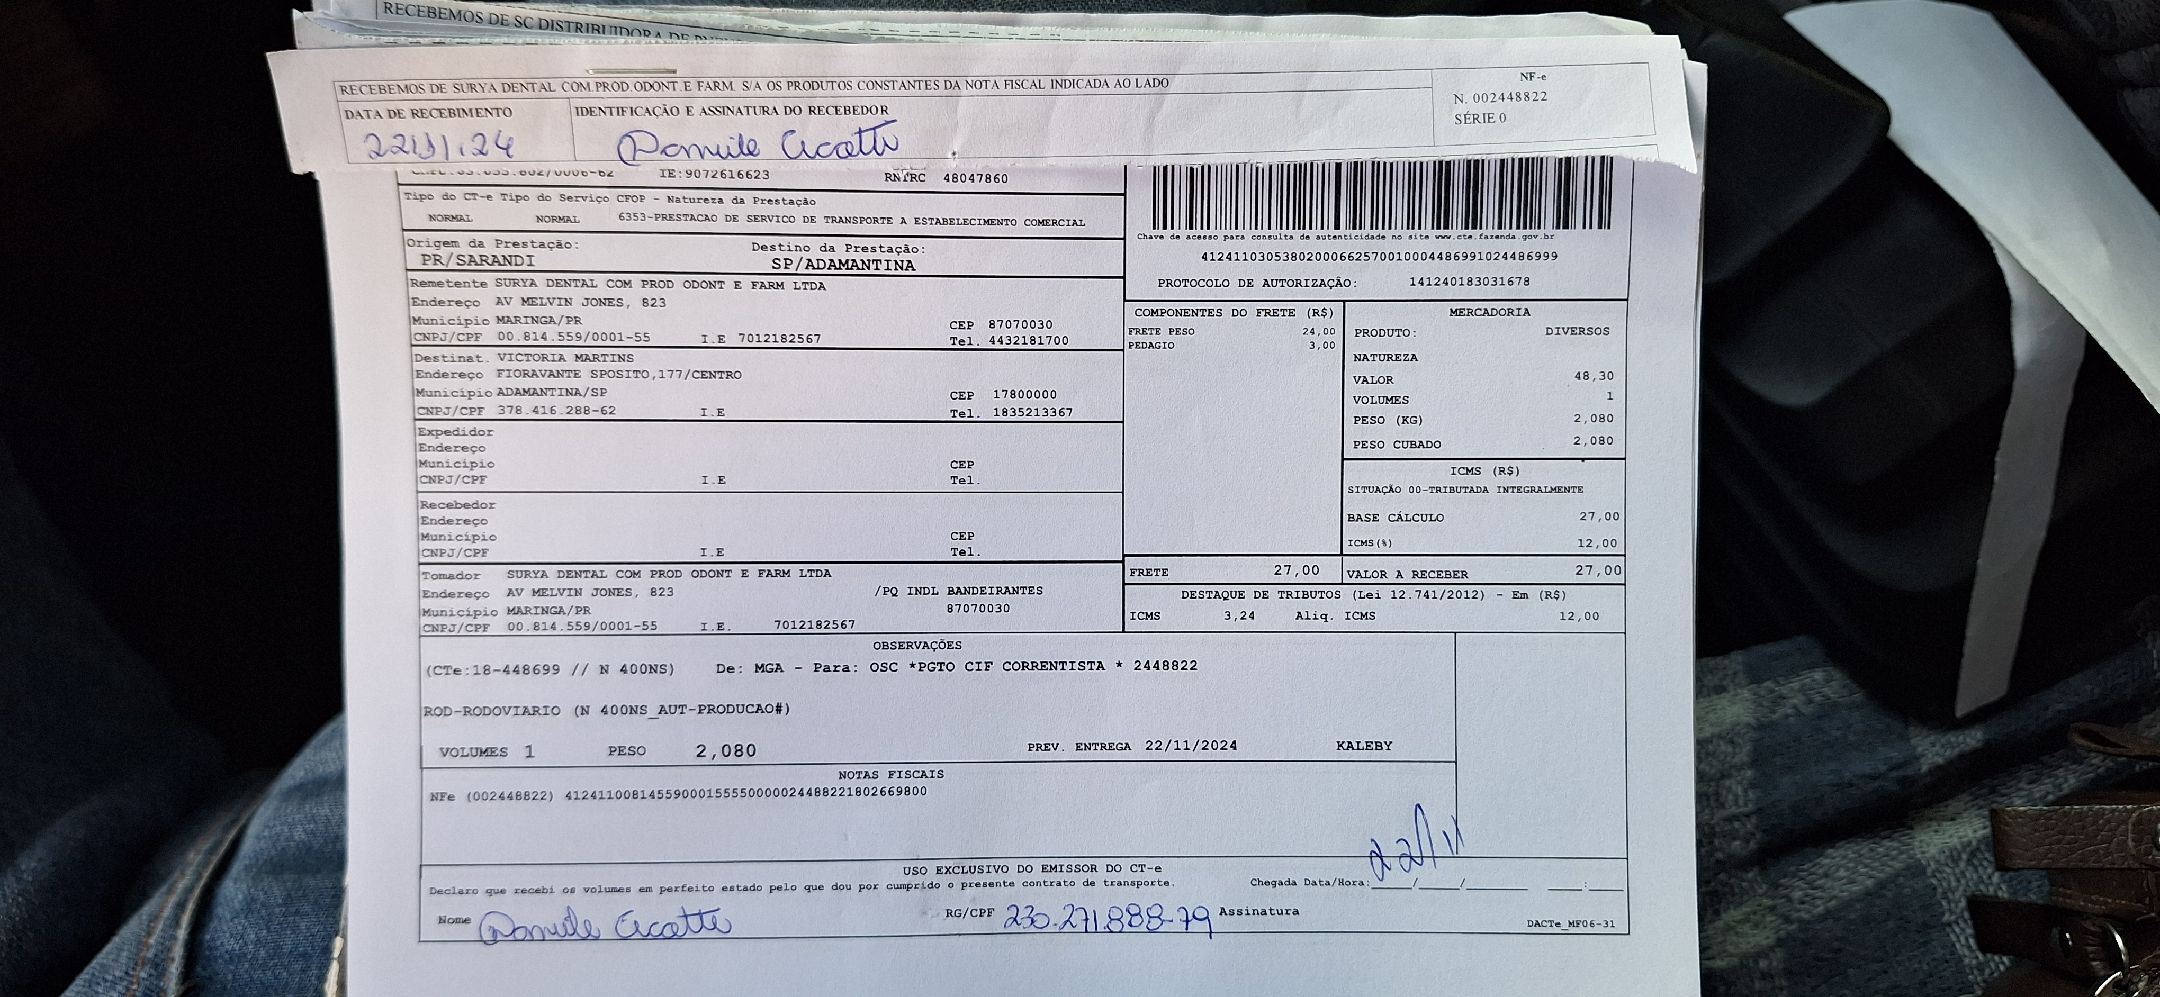 RECEBEMOS DE SC DISTRIBUIDORA DE
RECEBEMOS DE SURYA DENTAL COM.PROD.ODONT.E FARM. S/A OS PRODUTOS CONSTANTES DA NOTA FISCAL INDICADA AO LADO
NF-e
N. 002448822
SÉRIE 0
DATA DE RECEBIMENTO
IDENTIFICAÇÃO E ASSINATURA DO RECEBEDOR
22/11/24
IE:9072616623 RNTRC 48047860
Tipo do CT-e Tipo do Serviço CFOP - Natureza da Prestação
NORMAL NORMAL 6353-PRESTACAO DE SERVICO DE TRANSPORTE A ESTABELECIMENTO COMERCIAL
Origem da Prestação: Destino da Prestação:
PR/SARANDI SP/ADAMANTINA
Chave de acesso para consulta de autenticidade no site www.cte.fazenda.gov.br
41241103053802000662570010004486991024486999
PROTOCOLO DE AUTORIZAÇÃO: 141240183031678
Remetente SURYA DENTAL COM PROD ODONT E FARM LTDA
Endereço AV MELVIN JONES, 823
Município MARINGA/PR CEP 87070030
CNPJ/CPF 00.814.559/0001-55 I.E 7012182567 Tel. 4432181700
Destinat. VICTORIA MARTINS
Endereço FIORAVANTE SPOSITO,177/CENTRO
Município ADAMANTINA/SP CEP 17800000
CNPJ/CPF 378.416.288-62 I.E Tel. 1835213367
Expedidor
Endereço
Município CEP
CNPJ/CPF I.E Tel.
Recebedor
Endereço
Município CEP
CNPJ/CPF I.E Tel.
Tomador SURYA DENTAL COM PROD ODONT E FARM LTDA
Endereço AV MELVIN JONES, 823 /PQ INDL BANDEIRANTES
Município MARINGA/PR 87070030
CNPJ/CPF 00.814.559/0001-55 I.E. 7012182567
COMPONENTES DO FRETE (R$)
FRETE PESO 24,00
PEDAGIO 3,00
MERCADORIA
PRODUTO: DIVERSOS
NATUREZA
VALOR 48,30
VOLUMES 1
PESO (KG) 2,080
PESO CUBADO 2,080
ICMS (R$)
SITUAÇÃO 00-TRIBUTADA INTEGRALMENTE
BASE CÁLCULO 27,00
ICMS(%) 12,00
FRETE 27,00 VALOR A RECEBER 27,00
DESTAQUE DE TRIBUTOS (Lei 12.741/2012) - Em (R$)
ICMS 3,24 Aliq. ICMS 12,00
OBSERVAÇÕES
(CTe:18-448699 // N 400NS) De: MGA - Para: OSC *PGTO CIF CORRENTISTA * 2448822
ROD-RODOVIARIO (N 400NS_AUT-PRODUCAO#)
VOLUMES 1 PESO 2,080 PREV. ENTREGA 22/11/2024 KALEBY
NOTAS FISCAIS
NFe (002448822) 41241100814559000155550000024488221802669800
22/11
USO EXCLUSIVO DO EMISSOR DO CT-e
Declaro que recebi os volumes em perfeito estado pelo que dou por cumprido o presente contrato de transporte. Chegada Data/Hora:____/____/______ ___:___
Nome RG/CPF 230.271.888-79 Assinatura
DACTe_MF06-31